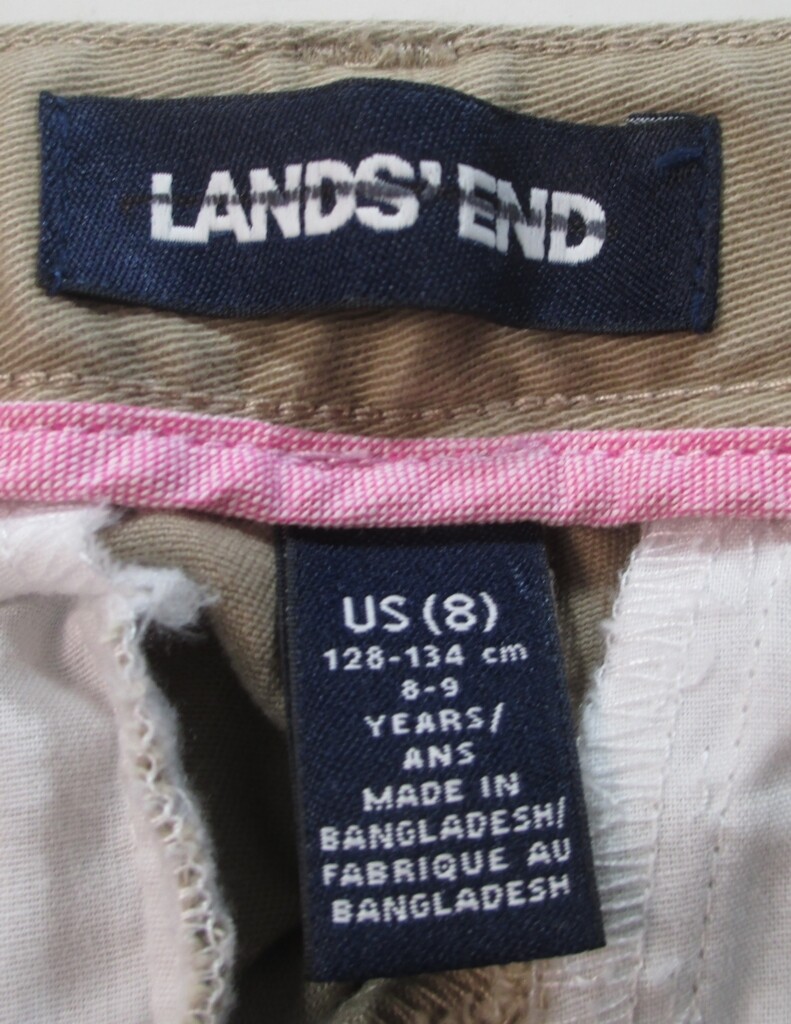 LANDS' END
US (8)
128-134 cm
8-9
YEARS/
ANS
MADE IN
BANGLADESH/
FABRIQUE AU
BANGLADESH